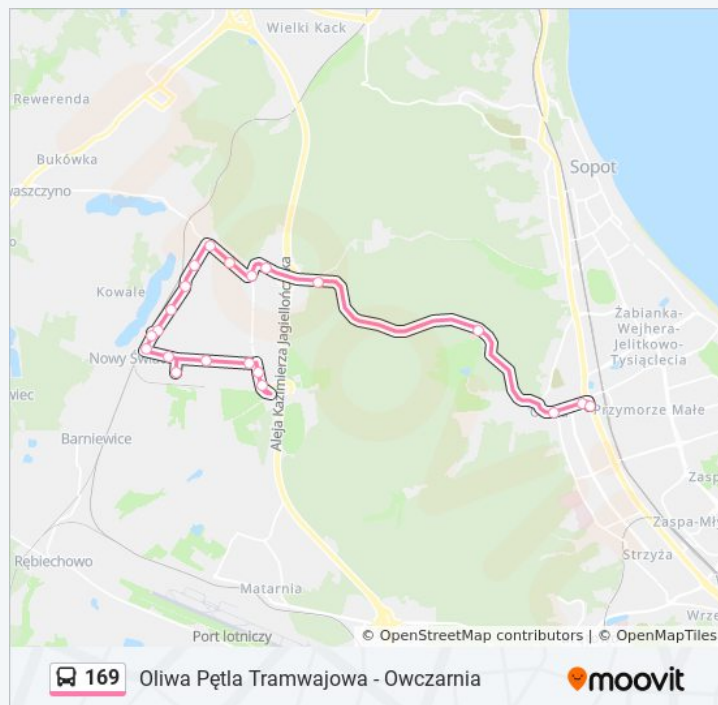 Wielki Kack
Rewerenda
Bukówka
waszczyno
Sopot
Kowale
Aleja Kazimierza Jagiellończyka
Żabianka-
Wejhera-
Jelitkowo-
Tysiąclecia
Nowy Świat
wiec
Przymorze Małe
Barniewice
Zasp
Zaspa-Mły
Rębiechowo
Strzyża
Matarnia
Wrze
Port lotniczy
© OpenStreetMap contributors | © OpenMapTiles
169 Oliwa Pętla Tramwajowa - Owczarnia
moovit